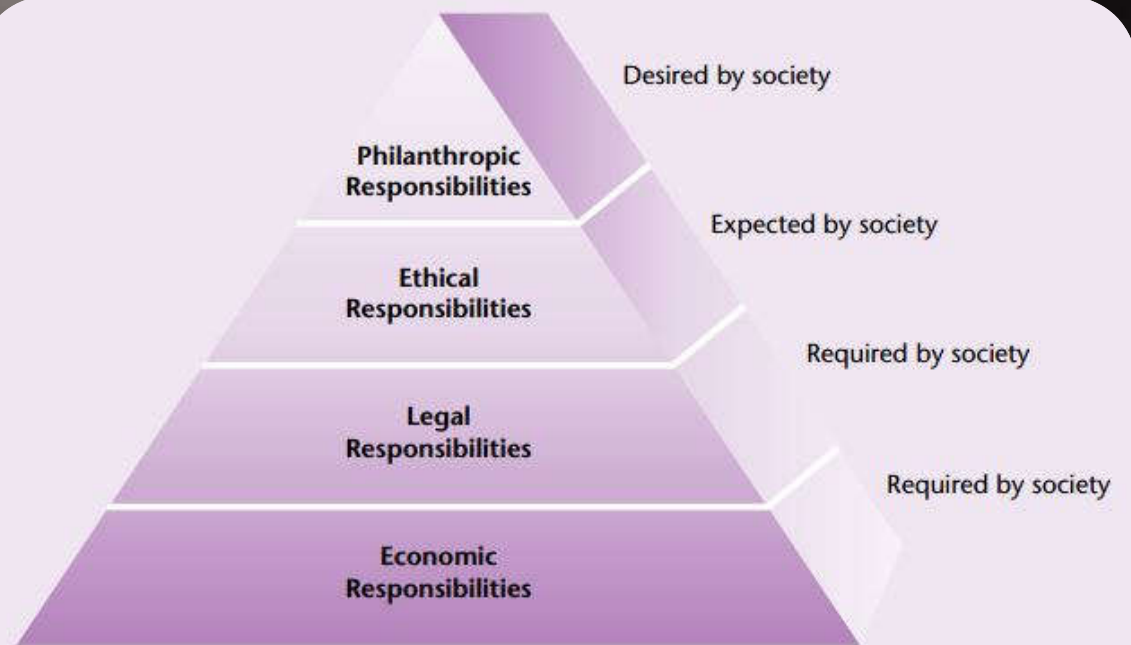 Desired by society
Philanthropic
Responsibilities
Expected by society
Ethical
Responsibilities
Required by society
Legal
Responsibilities
Required by society
Economic
Responsibilities